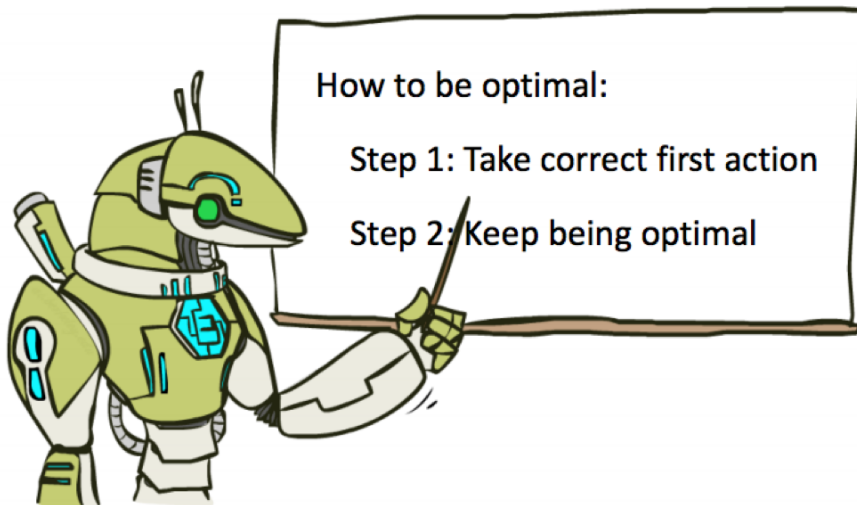 How to be optimal:
Step 1: Take correct first action
Step 2: Keep being optimal